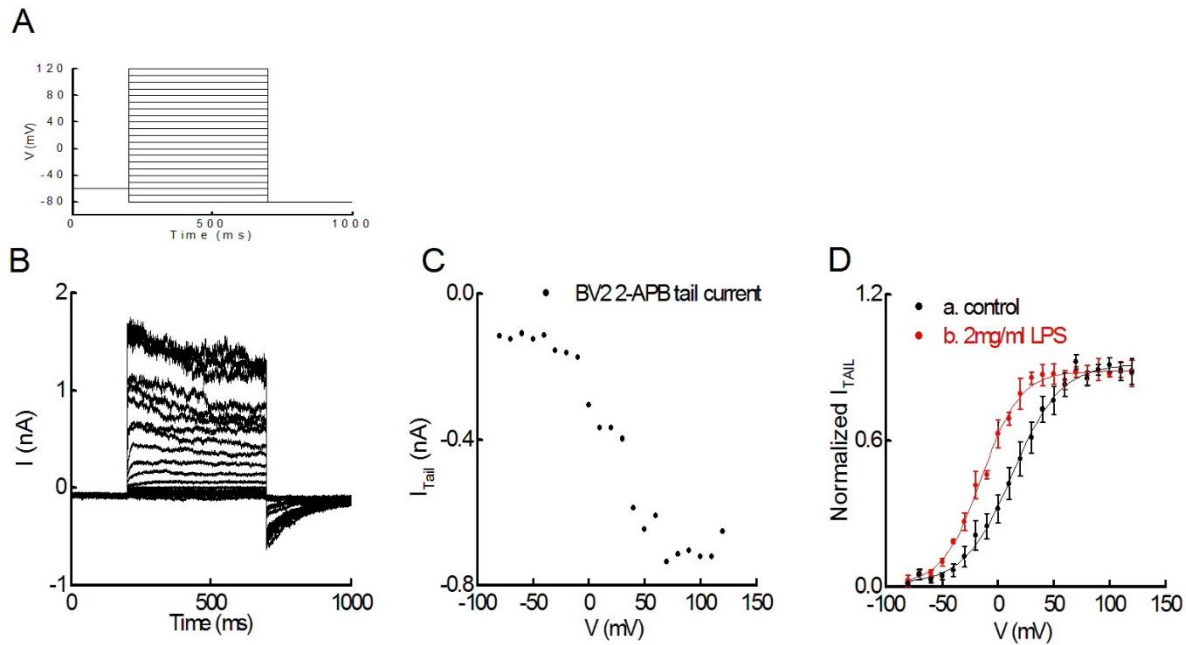 A
120
80
40
0
-40
-80
V (mV)
0 500 1000
Time (ms)
B
2
1
0
-1
I (nA)
0 500 1000
Time (ms)
C
BV2 2-APB tail current
0.0
-0.4
-0.8
ITail (nA)
-100 -50 0 50 100 150
V (mV)
D
a. control
b. 2mg/ml LPS
1.2
0.6
0.0
Normalized ITAIL
-100 -50 0 50 100 150
V (mV)